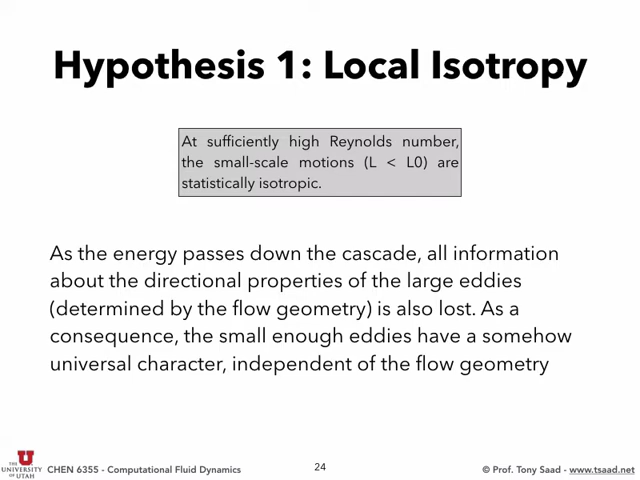 Hypothesis 1: Local Isotropy
At sufficiently high Reynolds number,
the small-scale motions (L < L0) are
statistically isotropic.
As the energy passes down the cascade, all information
about the directional properties of the large eddies
(determined by the flow geometry) is also lost. As a
consequence, the small enough eddies have a somehow
universal character, independent of the flow geometry
THE
UNIVERSITY
OF UTAH
CHEN 6355 - Computational Fluid Dynamics
24
© Prof. Tony Saad - www.tsaad.net